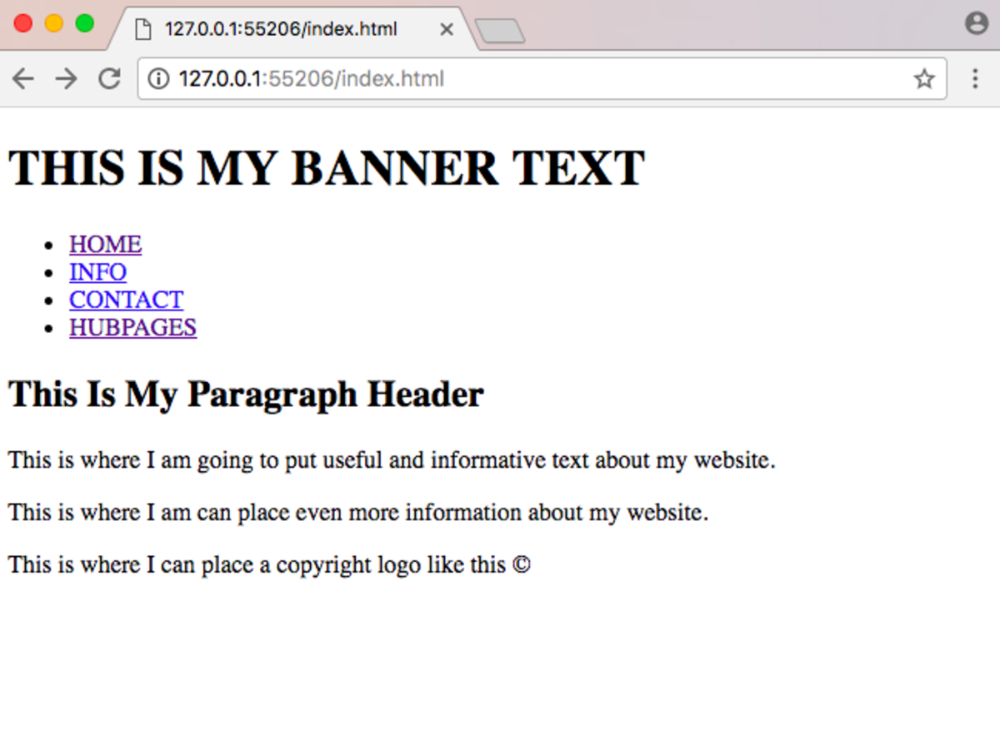 127.0.0.1:55206/index.html
127.0.0.1:55206/index.html
THIS IS MY BANNER TEXT
HOME
INFO
CONTACT
HUBPAGES
This Is My Paragraph Header
This is where I am going to put useful and informative text about my website.
This is where I am can place even more information about my website.
This is where I can place a copyright logo like this ©